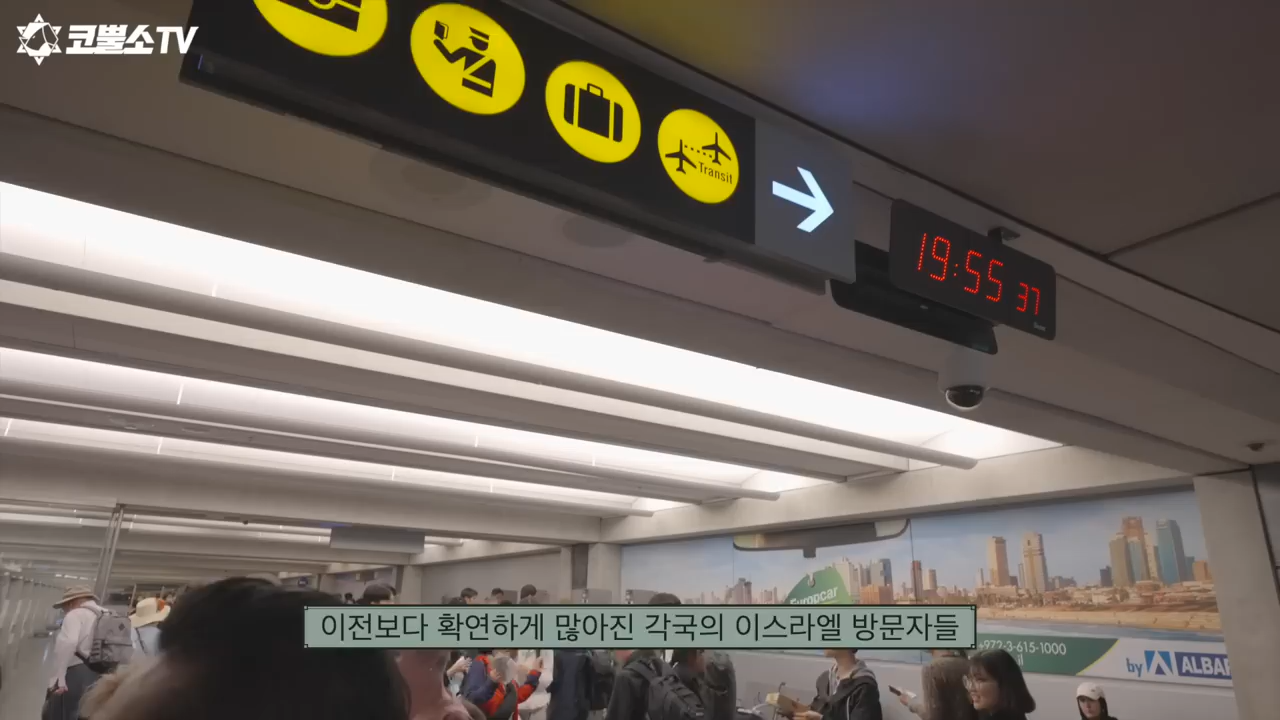 코뿔소TV
Transit
19:55 37
Europcar
이전보다 확연하게 많아진 각국의 이스라엘 방문자들
+972-3-615-1000
by ALBAR